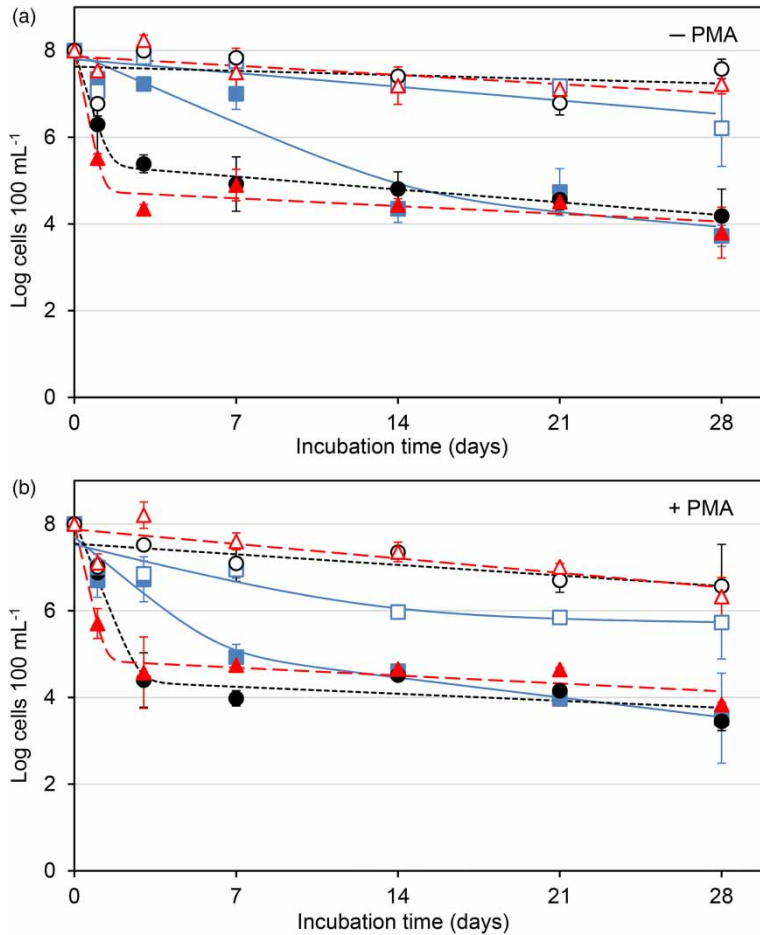 (a)
— PMA
8
6
4
2
0
Log cells 100 mL⁻¹
0 7 14 21 28
Incubation time (days)
(b)
+ PMA
8
6
4
2
0
Log cells 100 mL⁻¹
0 7 14 21 28
Incubation time (days)